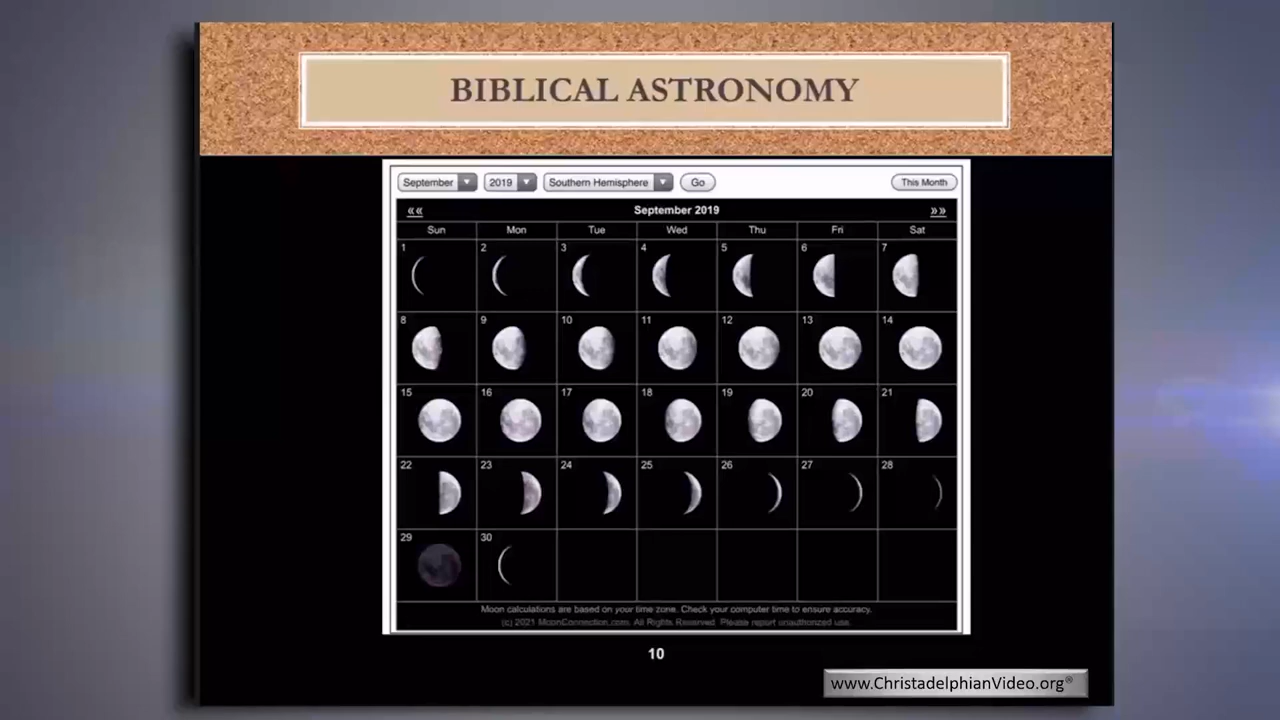 BIBLICAL ASTRONOMY
September 2019 Southern Hemisphere Go This Month
«« September 2019 »»
Sun Mon Tue Wed Thu Fri Sat
1 2 3 4 5 6 7
8 9 10 11 12 13 14
15 16 17 18 19 20 21
22 23 24 25 26 27 28
29 30
Moon calculations are based on your time zone. Check your computer time to ensure accuracy.
(c) 2021 MoonConnection.com. All Rights Reserved. Please report unauthorized use.
10
www.ChristadelphianVideo.org®